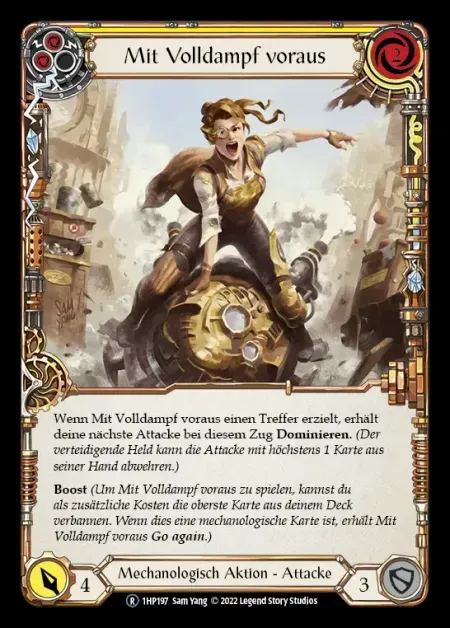 Mit Volldampf voraus
2
SAM
YANG
Wenn Mit Volldampf voraus einen Treffer erzielt, erhält
deine nächste Attacke bei diesem Zug Dominieren. (Der
verteidigende Held kann die Attacke mit höchstens 1 Karte aus
seiner Hand abwehren.)
Boost (Um Mit Volldampf voraus zu spielen, kannst du
als zusätzliche Kosten die oberste Karte aus deinem Deck
verbannen. Wenn dies eine mechanologische Karte ist, erhält Mit
Volldampf voraus Go again.)
4
Mechanologisch Aktion - Attacke
3
R 1HP197 Sam Yang © 2022 Legend Story Studios